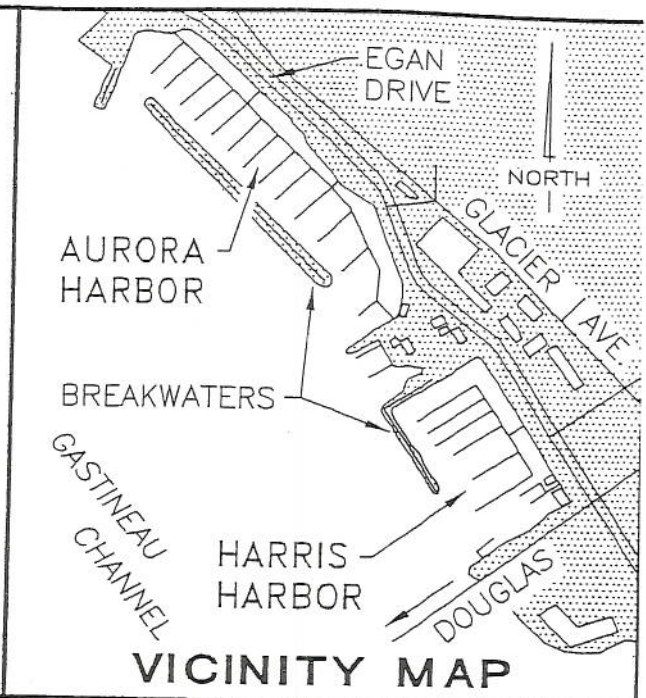 EGAN
DRIVE
NORTH
GLACIER AVE.
AURORA
HARBOR
BREAKWATERS
GASTINEAU
CHANNEL
HARRIS
HARBOR
DOUGLAS
VICINITY MAP